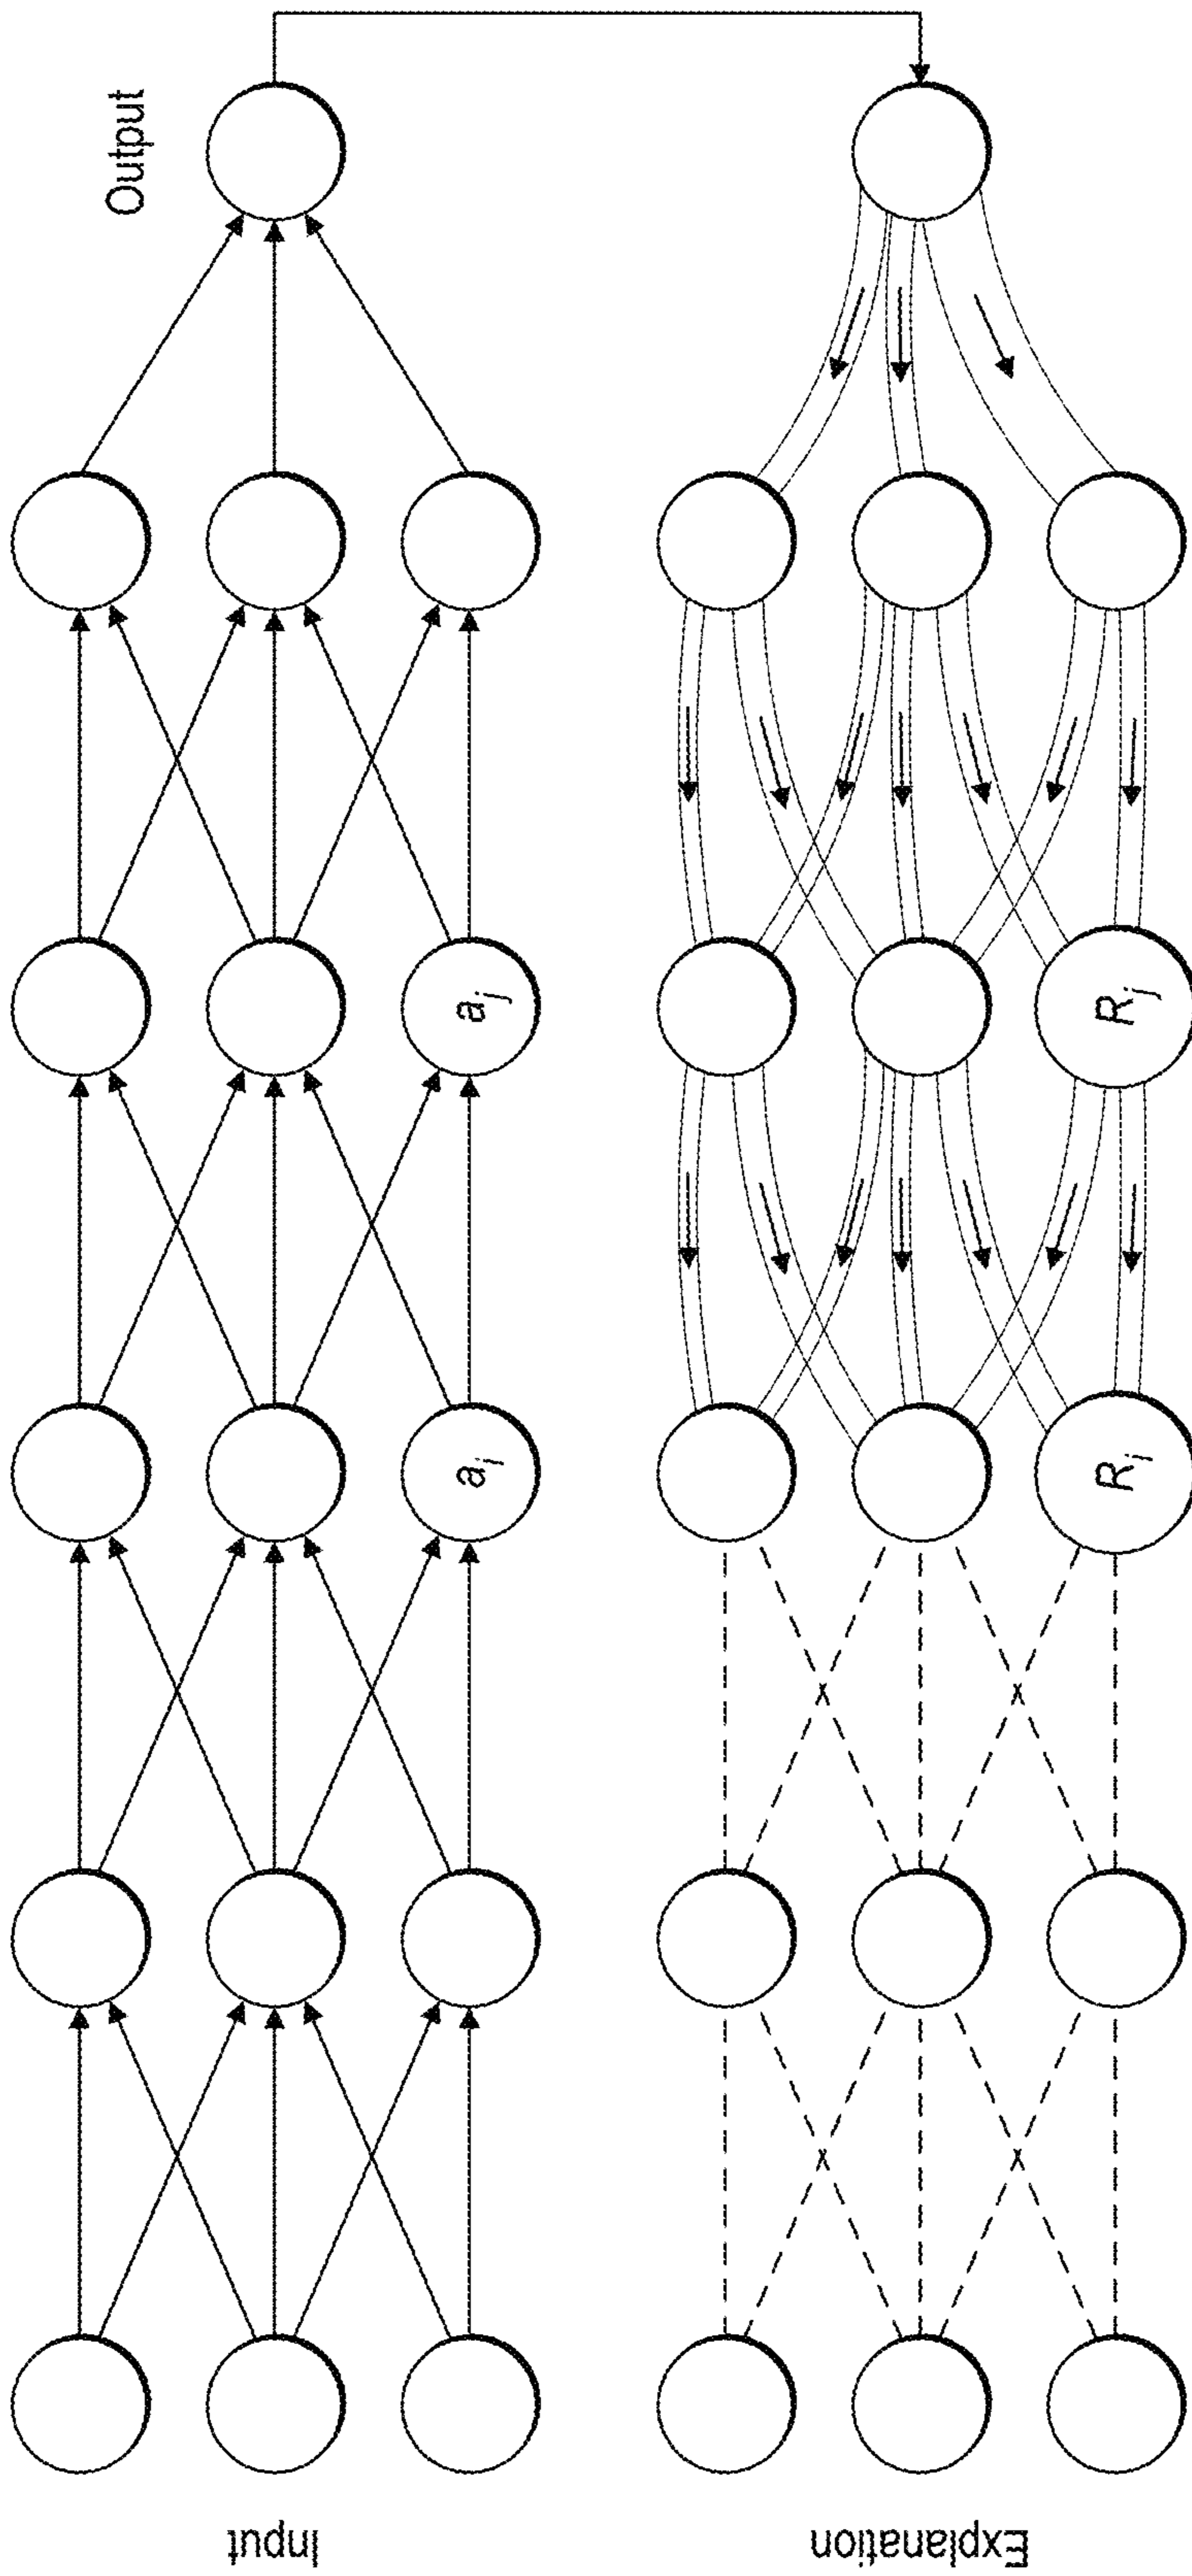 Output
Input
a_i
a_j
Explanation
R_i
R_j